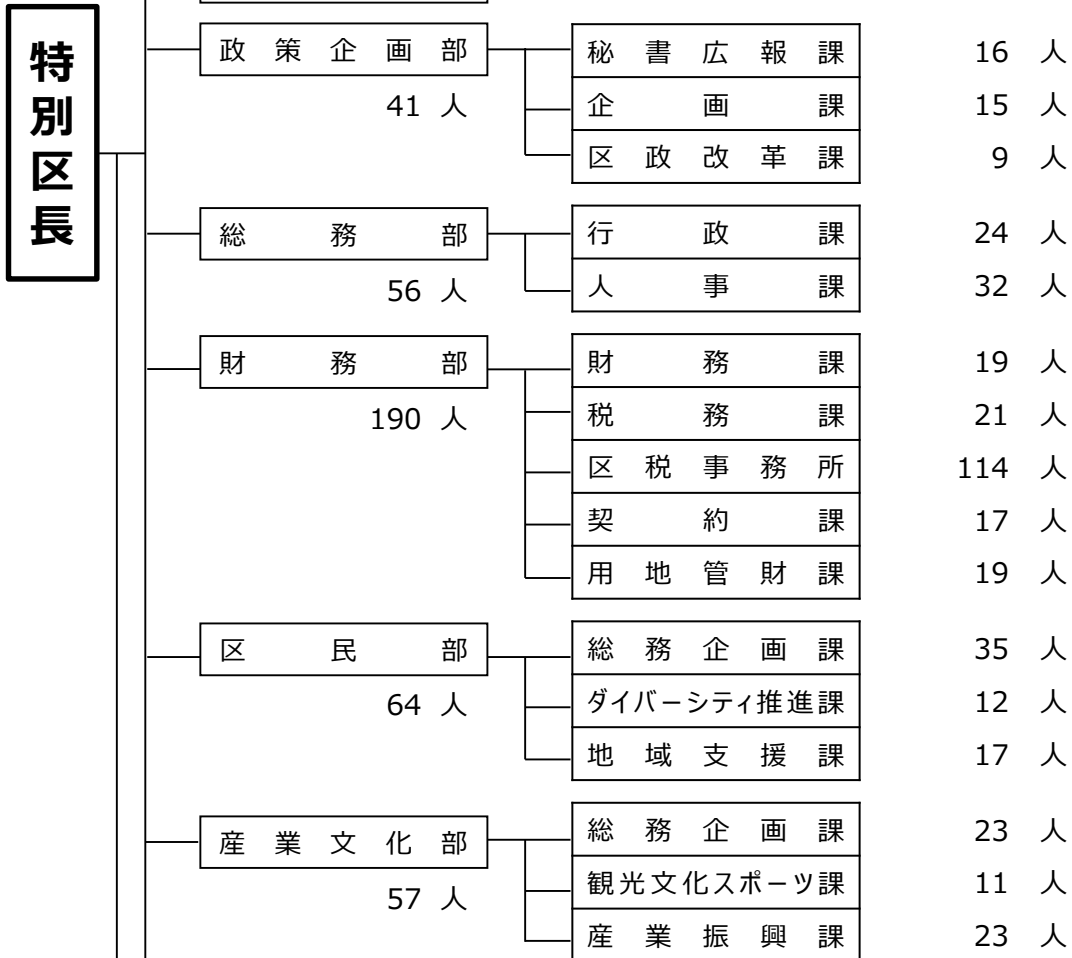 特別区長
政策企画部 秘書広報課 16 人
41 人 企画課 15 人
区政改革課 9 人
総務部 行政課 24 人
56 人 人事課 32 人
財務部 財務課 19 人
190 人 税務課 21 人
区税事務所 114 人
契約課 17 人
用地管財課 19 人
区民部 総務企画課 35 人
64 人 ダイバーシティ推進課 12 人
地域支援課 17 人
産業文化部 総務企画課 23 人
57 人 観光文化スポーツ課 11 人
産業振興課 23 人